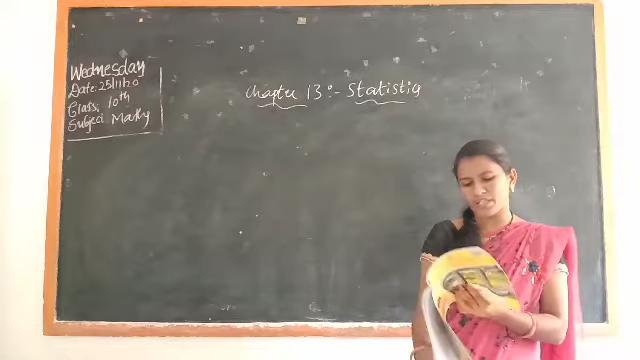 Wednesday
Date: 25/11/20
Class: 10th
Subject: Maths
Chapter 13:- Statistics